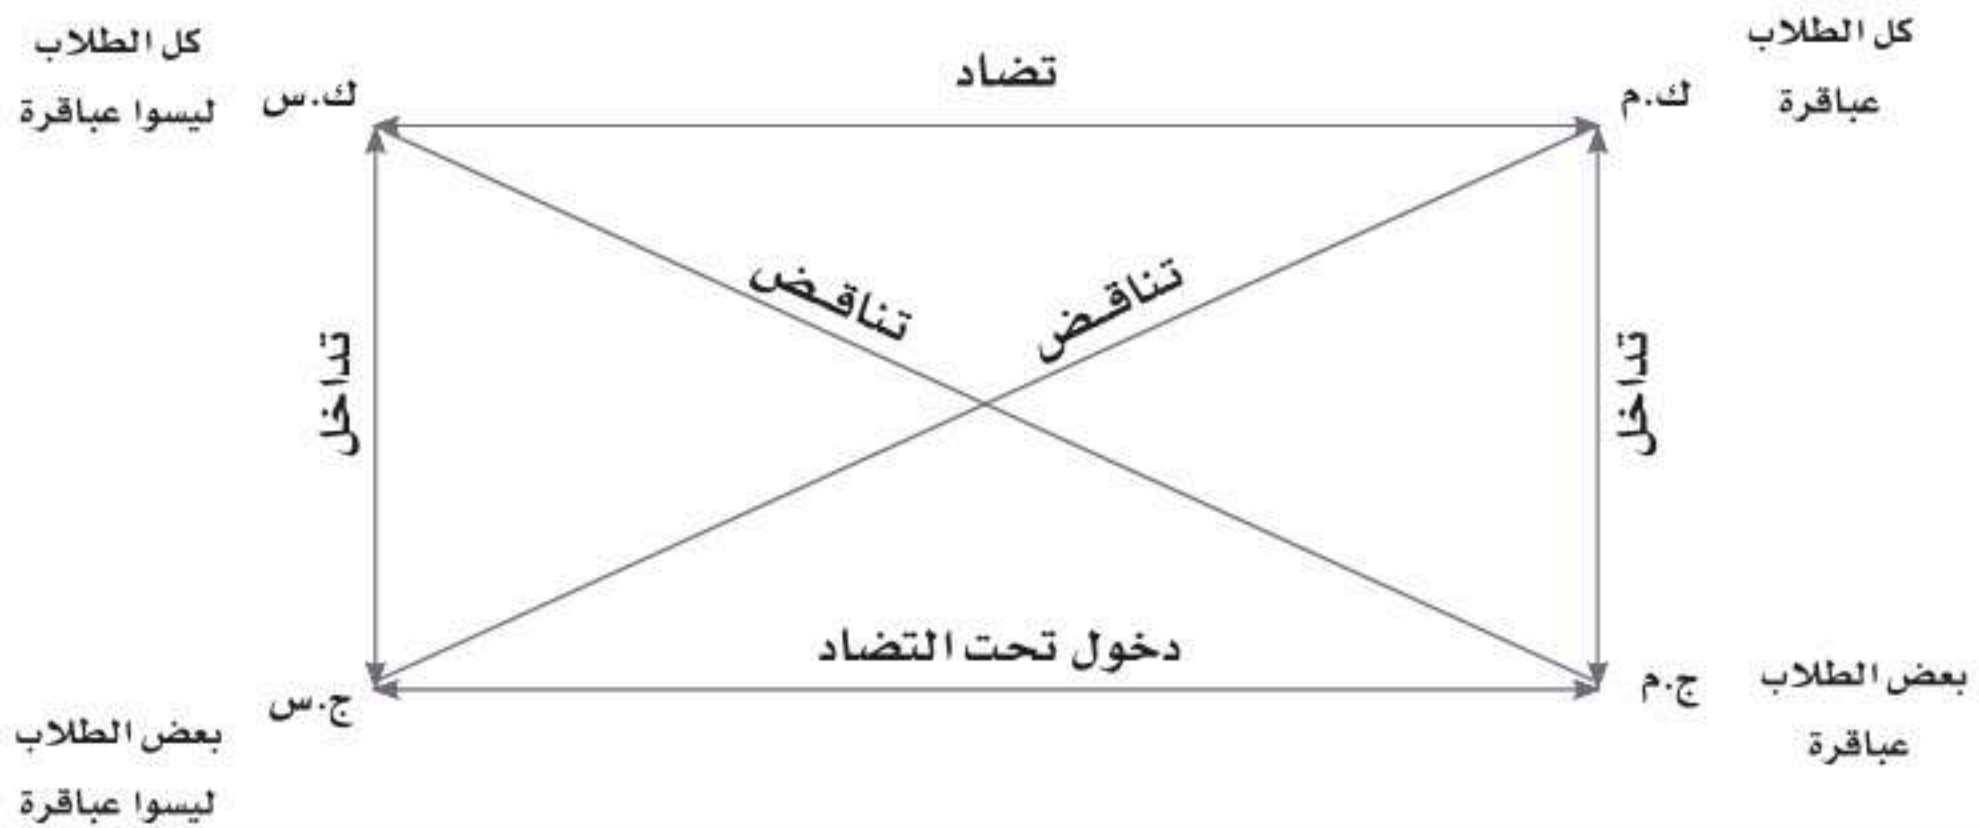 كل الطلاب
عباقرة
ك.م
تضاد
كل الطلاب
ليسوا عباقرة
ك.س
تناقض
تناقض
تداخل
تداخل
دخول تحت التضاد
بعض الطلاب
عباقرة
ج.م
ج.س
بعض الطلاب
ليسوا عباقرة